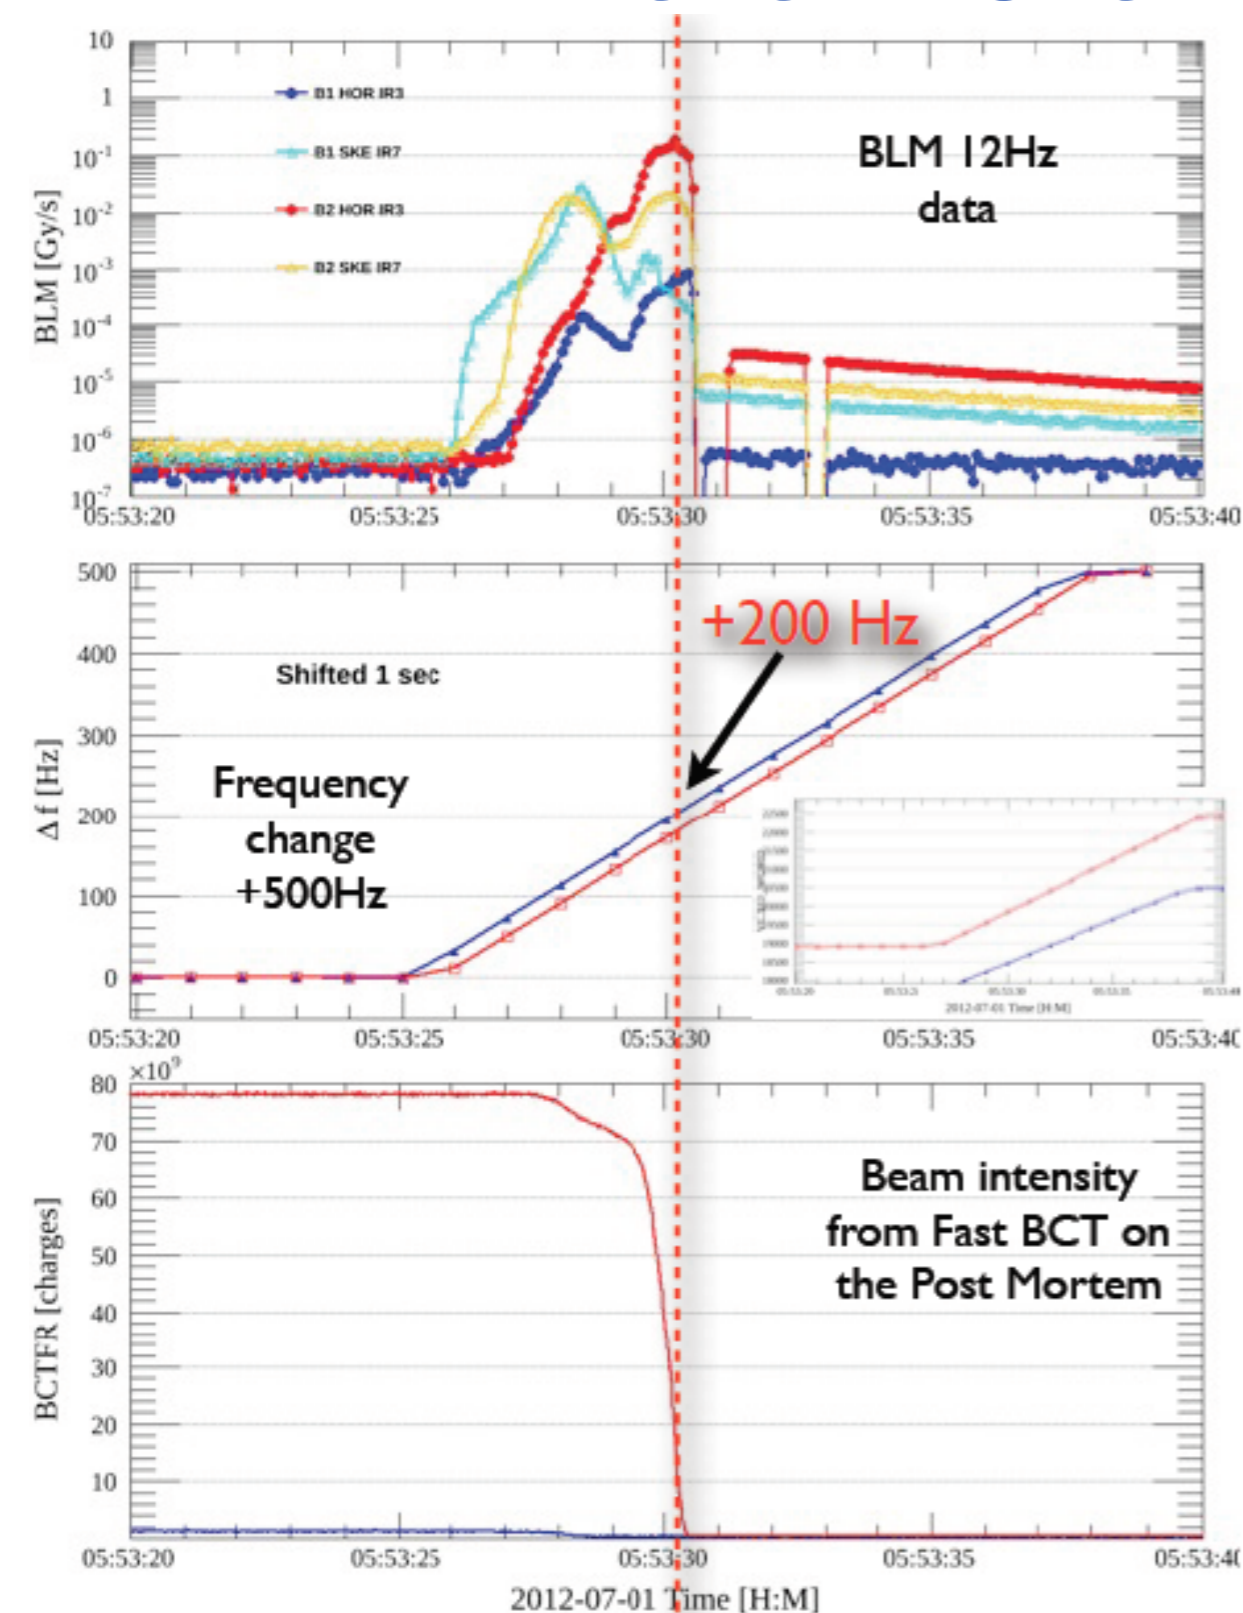 10
1
10-1
10-2
10-3
10-4
10-5
10-6
10-7
BLM [Gy/s]
B1 HOR IR3
B1 SKE IR7
B2 HOR IR3
B2 SKE IR7
BLM 12Hz
data
05:53:20
05:53:25
05:53:30
05:53:35
05:53:40
500
400
300
200
100
0
Δ f [Hz]
Shifted 1 sec
+200 Hz
Frequency
change
+500Hz
2012-07-01 Time [H:M]
05:53:20
05:53:25
05:53:30
05:53:35
05:53:40
×10^9
80
70
60
50
40
30
20
10
BCTFR [charges]
Beam intensity
from Fast BCT on
the Post Mortem
05:53:20
05:53:25
05:53:30
05:53:35
05:53:40
2012-07-01 Time [H:M]